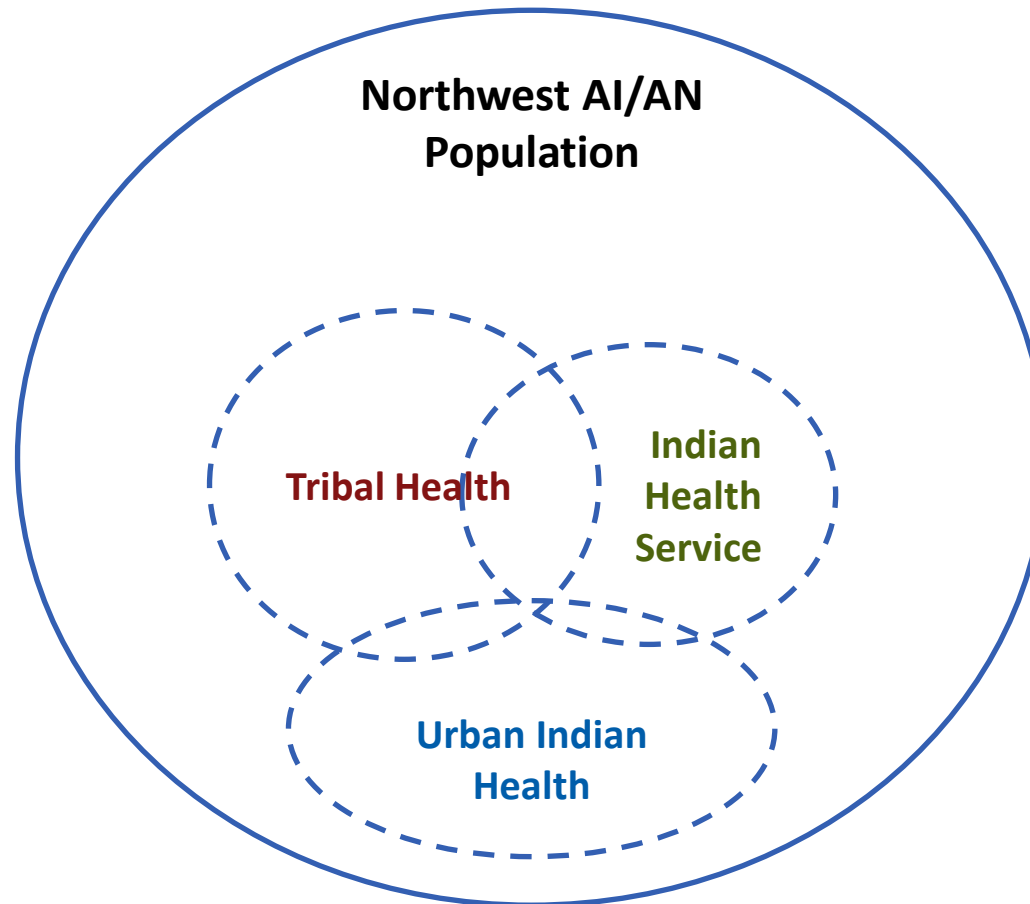 Northwest AI/AN
Population
Tribal Health
Indian
Health
Service
Urban Indian
Health